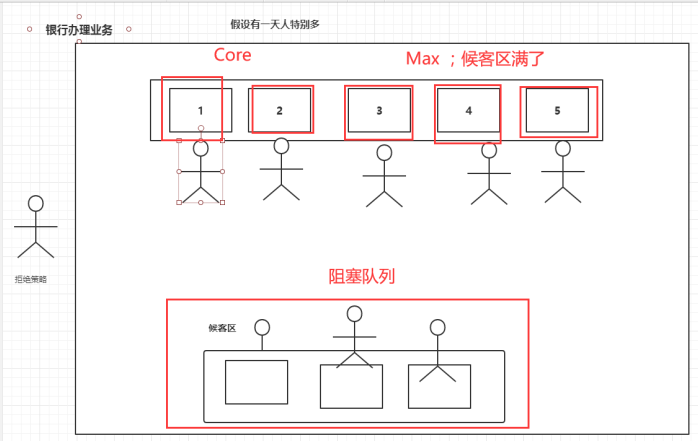 银行办理业务
假设有一天人特别多
Core
Max ；候客区满了
1
2
3
4
5
拒绝策略
阻塞队列
候客区